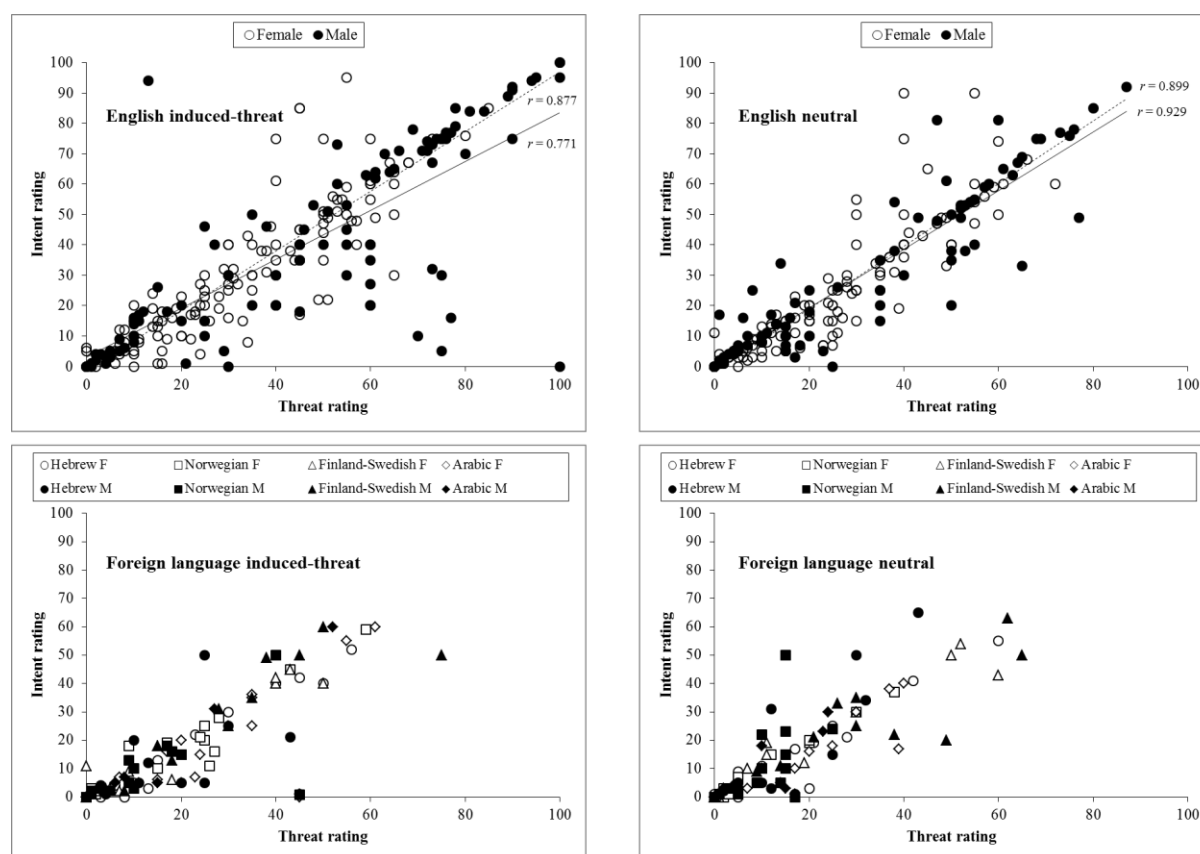 ○Female ●Male
100
90
80
70
60
50
40
30
20
10
0
Intent rating
English induced-threat
r = 0.877
r = 0.771
0 20 40 60 80 100
Threat rating
○Female ●Male
100
90
80
70
60
50
40
30
20
10
0
Intent rating
English neutral
r = 0.899
r = 0.929
0 20 40 60 80 100
Threat rating
○Hebrew F □Norwegian F △Finland-Swedish F ◇Arabic F
●Hebrew M ■Norwegian M ▲Finland-Swedish M ◆Arabic M
100
90
80
70
60
50
40
30
20
10
0
Intent rating
Foreign language induced-threat
0 20 40 60 80 100
Threat rating
○Hebrew F □Norwegian F △Finland-Swedish F ◇Arabic F
●Hebrew M ■Norwegian M ▲Finland-Swedish M ◆Arabic M
100
90
80
70
60
50
40
30
20
10
0
Intent rating
Foreign language neutral
0 20 40 60 80 100
Threat rating